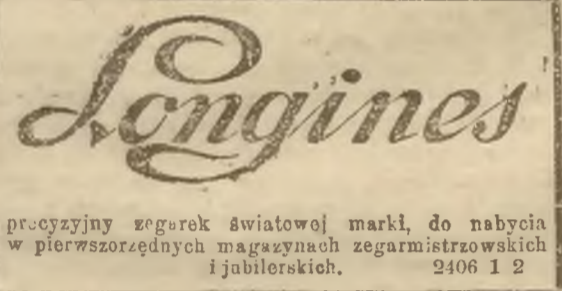 Longines
precyzyjny zegarek światowej marki, do nabycia
w pierwszorzędnych magazynach zegarmistrzowskich
i jubilerskich. 2406 1 2